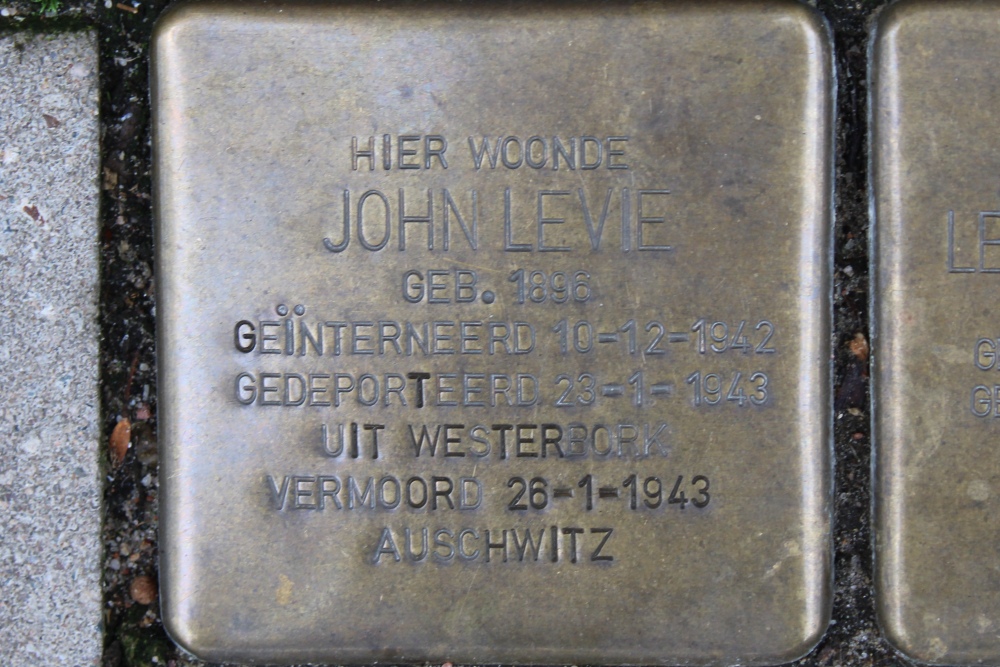 HIER WOONDE
JOHN LEVIE
GEB. 1896
GEÏNTERNEERD 10-12-1942
GEDEPORTEERD 23-1-1943
UIT WESTERBORK
VERMOORD 26-1-1943
AUSCHWITZ